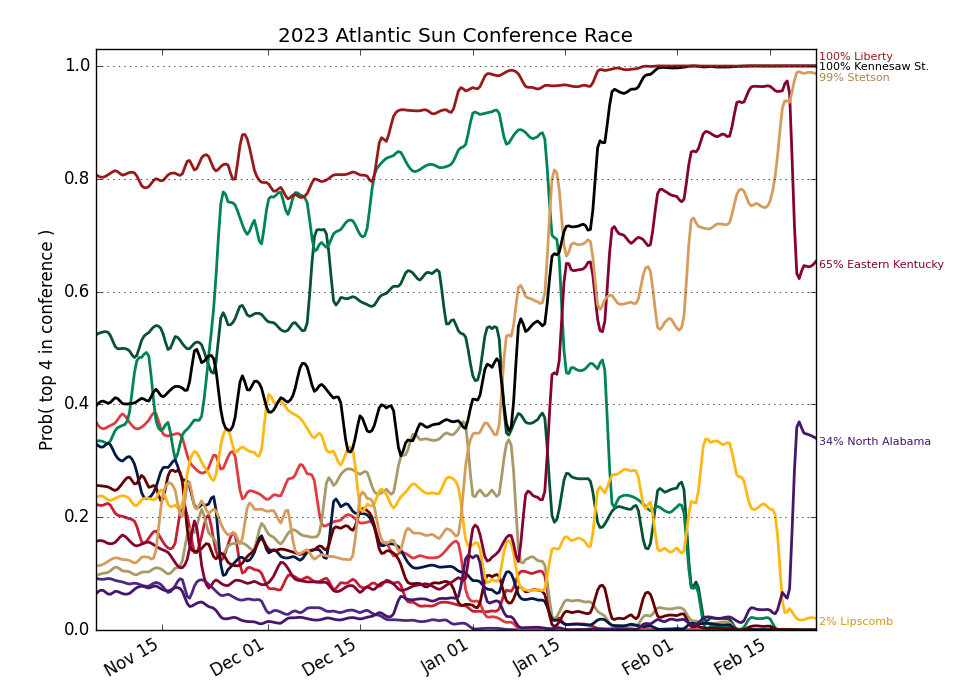 2023 Atlantic Sun Conference Race
Prob( top 4 in conference )
1.0
0.8
0.6
0.4
0.2
0.0
Nov 15
Dec 01
Dec 15
Jan 01
Jan 15
Feb 01
Feb 15
100% Liberty
100% Kennesaw St.
99% Stetson
65% Eastern Kentucky
34% North Alabama
2% Lipscomb